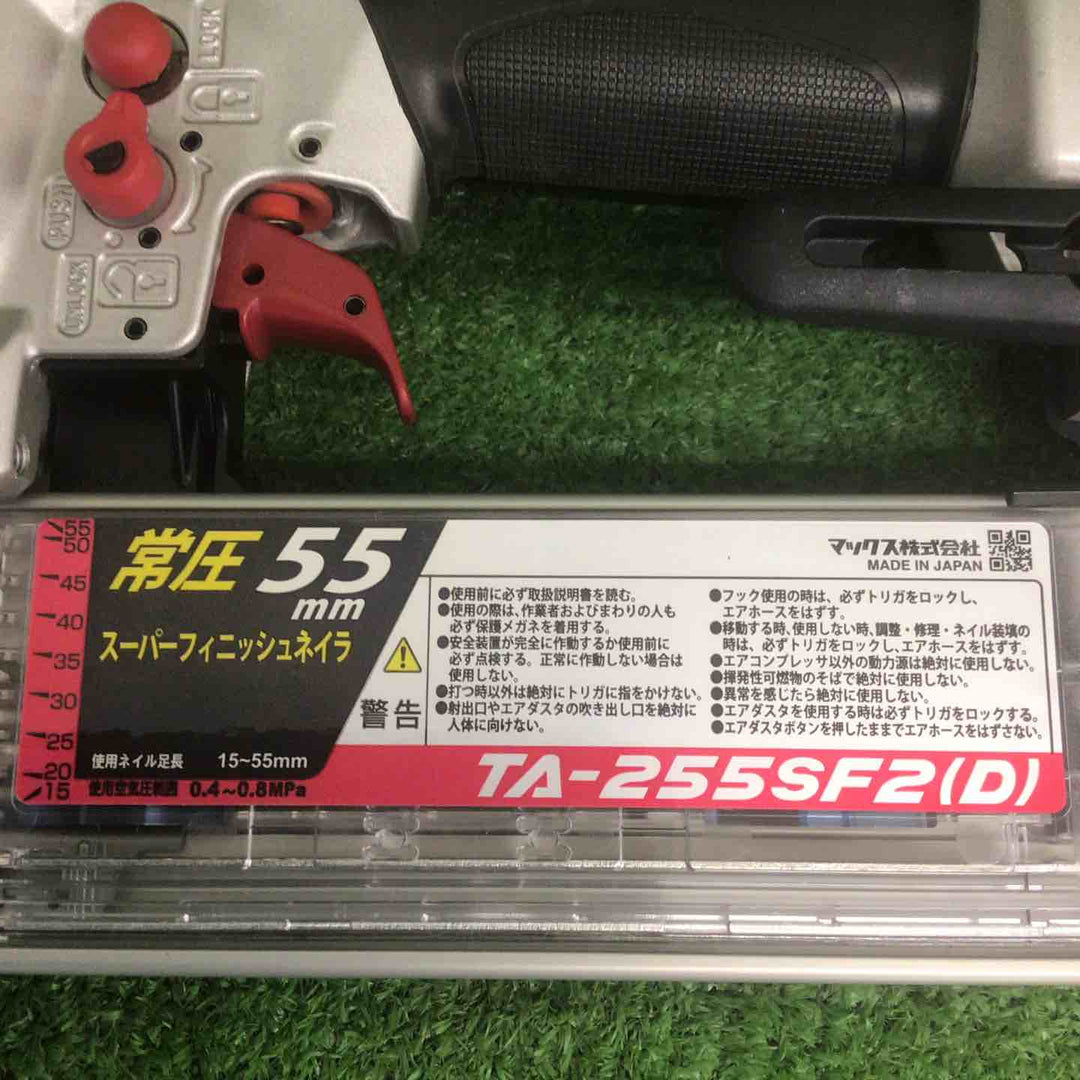 LOCK
PUSH
UNLOCK
55
50
45
40
35
30
25
20
15
常圧 55
mm
スーパーフィニッシュネイラ
使用ネイル足長 15~55mm
使用空気圧範囲 0.4~0.8MPa
警告
マックス株式会社
MADE IN JAPAN
●使用前に必ず取扱説明書を読む。
●使用の際は、作業者およびまわりの人も
必ず保護メガネを着用する。
●安全装置が完全に作動するか使用前に
必ず点検する。正常に作動しない場合は
使用しない。
●打つ時以外は絶対にトリガに指をかけない。
●射出口やエアダスタの吹き出し口を絶対に
人体に向けない。
●フック使用の時は、必ずトリガをロックし、
エアホースをはずす。
●移動する時、使用しない時、調整・修理・ネイル装填の
時は、必ずトリガをロックし、エアホースをはずす。
●エアコンプレッサ以外の動力源は絶対に使用しない。
●揮発性可燃物のそばで絶対に使用しない。
●異常を感じたら絶対に使用しない。
●エアダスタを使用する時は必ずトリガをロックする。
●エアダスタボタンを押したままでエアホースをはずさない。
TA-255SF2(D)